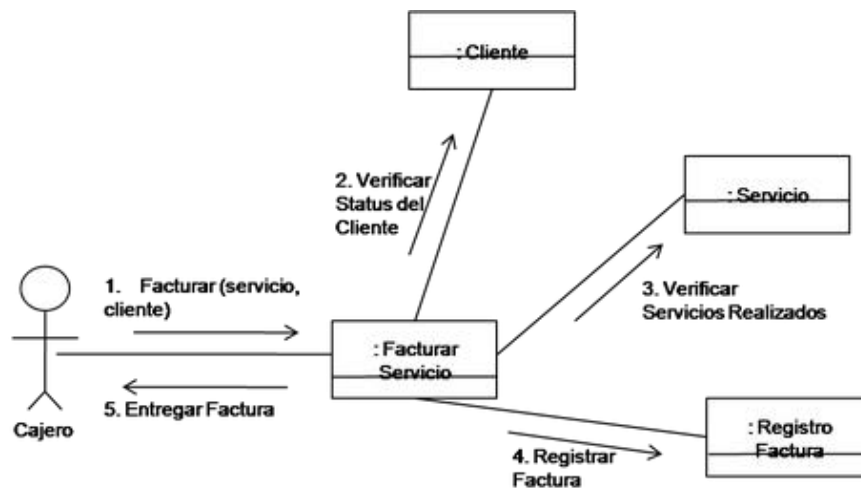 : Cliente
2. Verificar
Status del
Cliente
: Servicio
3. Verificar
Servicios Realizados
1. Facturar (servicio,
cliente)
: Facturar
Servicio
5. Entregar Factura
Cajero
4. Registrar
Factura
: Registro
Factura